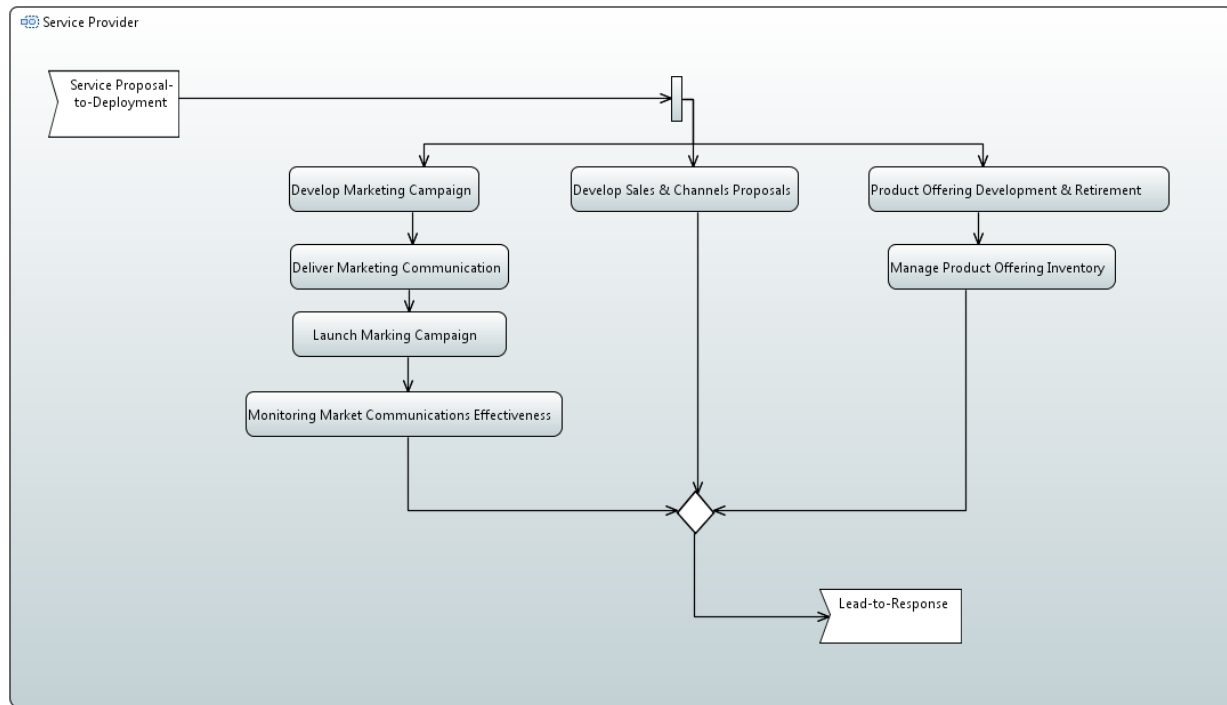 Service Provider
Service Proposal-
to-Deployment
Develop Marketing Campaign
Develop Sales & Channels Proposals
Product Offering Development & Retirement
Deliver Marketing Communication
Manage Product Offering Inventory
Launch Marking Campaign
Monitoring Market Communications Effectiveness
Lead-to-Response